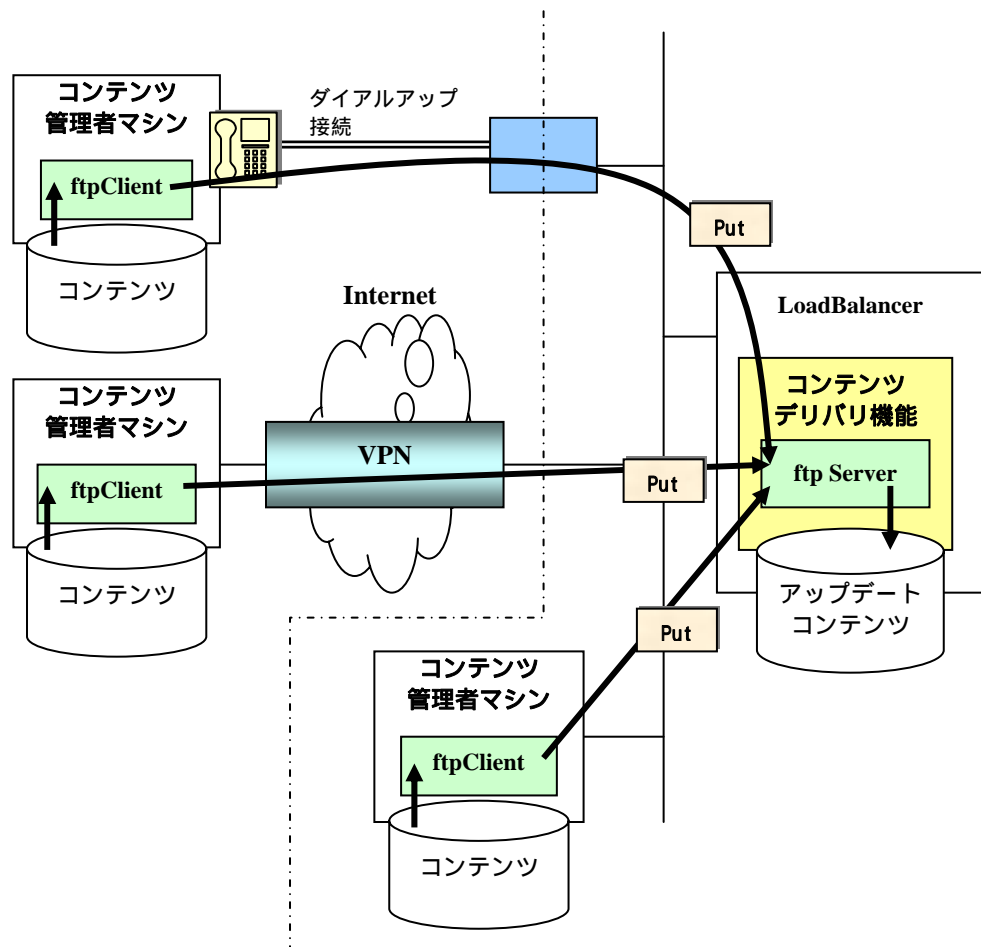 コンテンツ
管理者マシン
ftpClient
コンテンツ
ダイアルアップ
接続
Put
Internet
LoadBalancer
コンテンツ
デリバリ機能
ftp Server
アップデート
コンテンツ
コンテンツ
管理者マシン
ftpClient
コンテンツ
VPN
Put
Put
コンテンツ
管理者マシン
ftpClient
コンテンツ